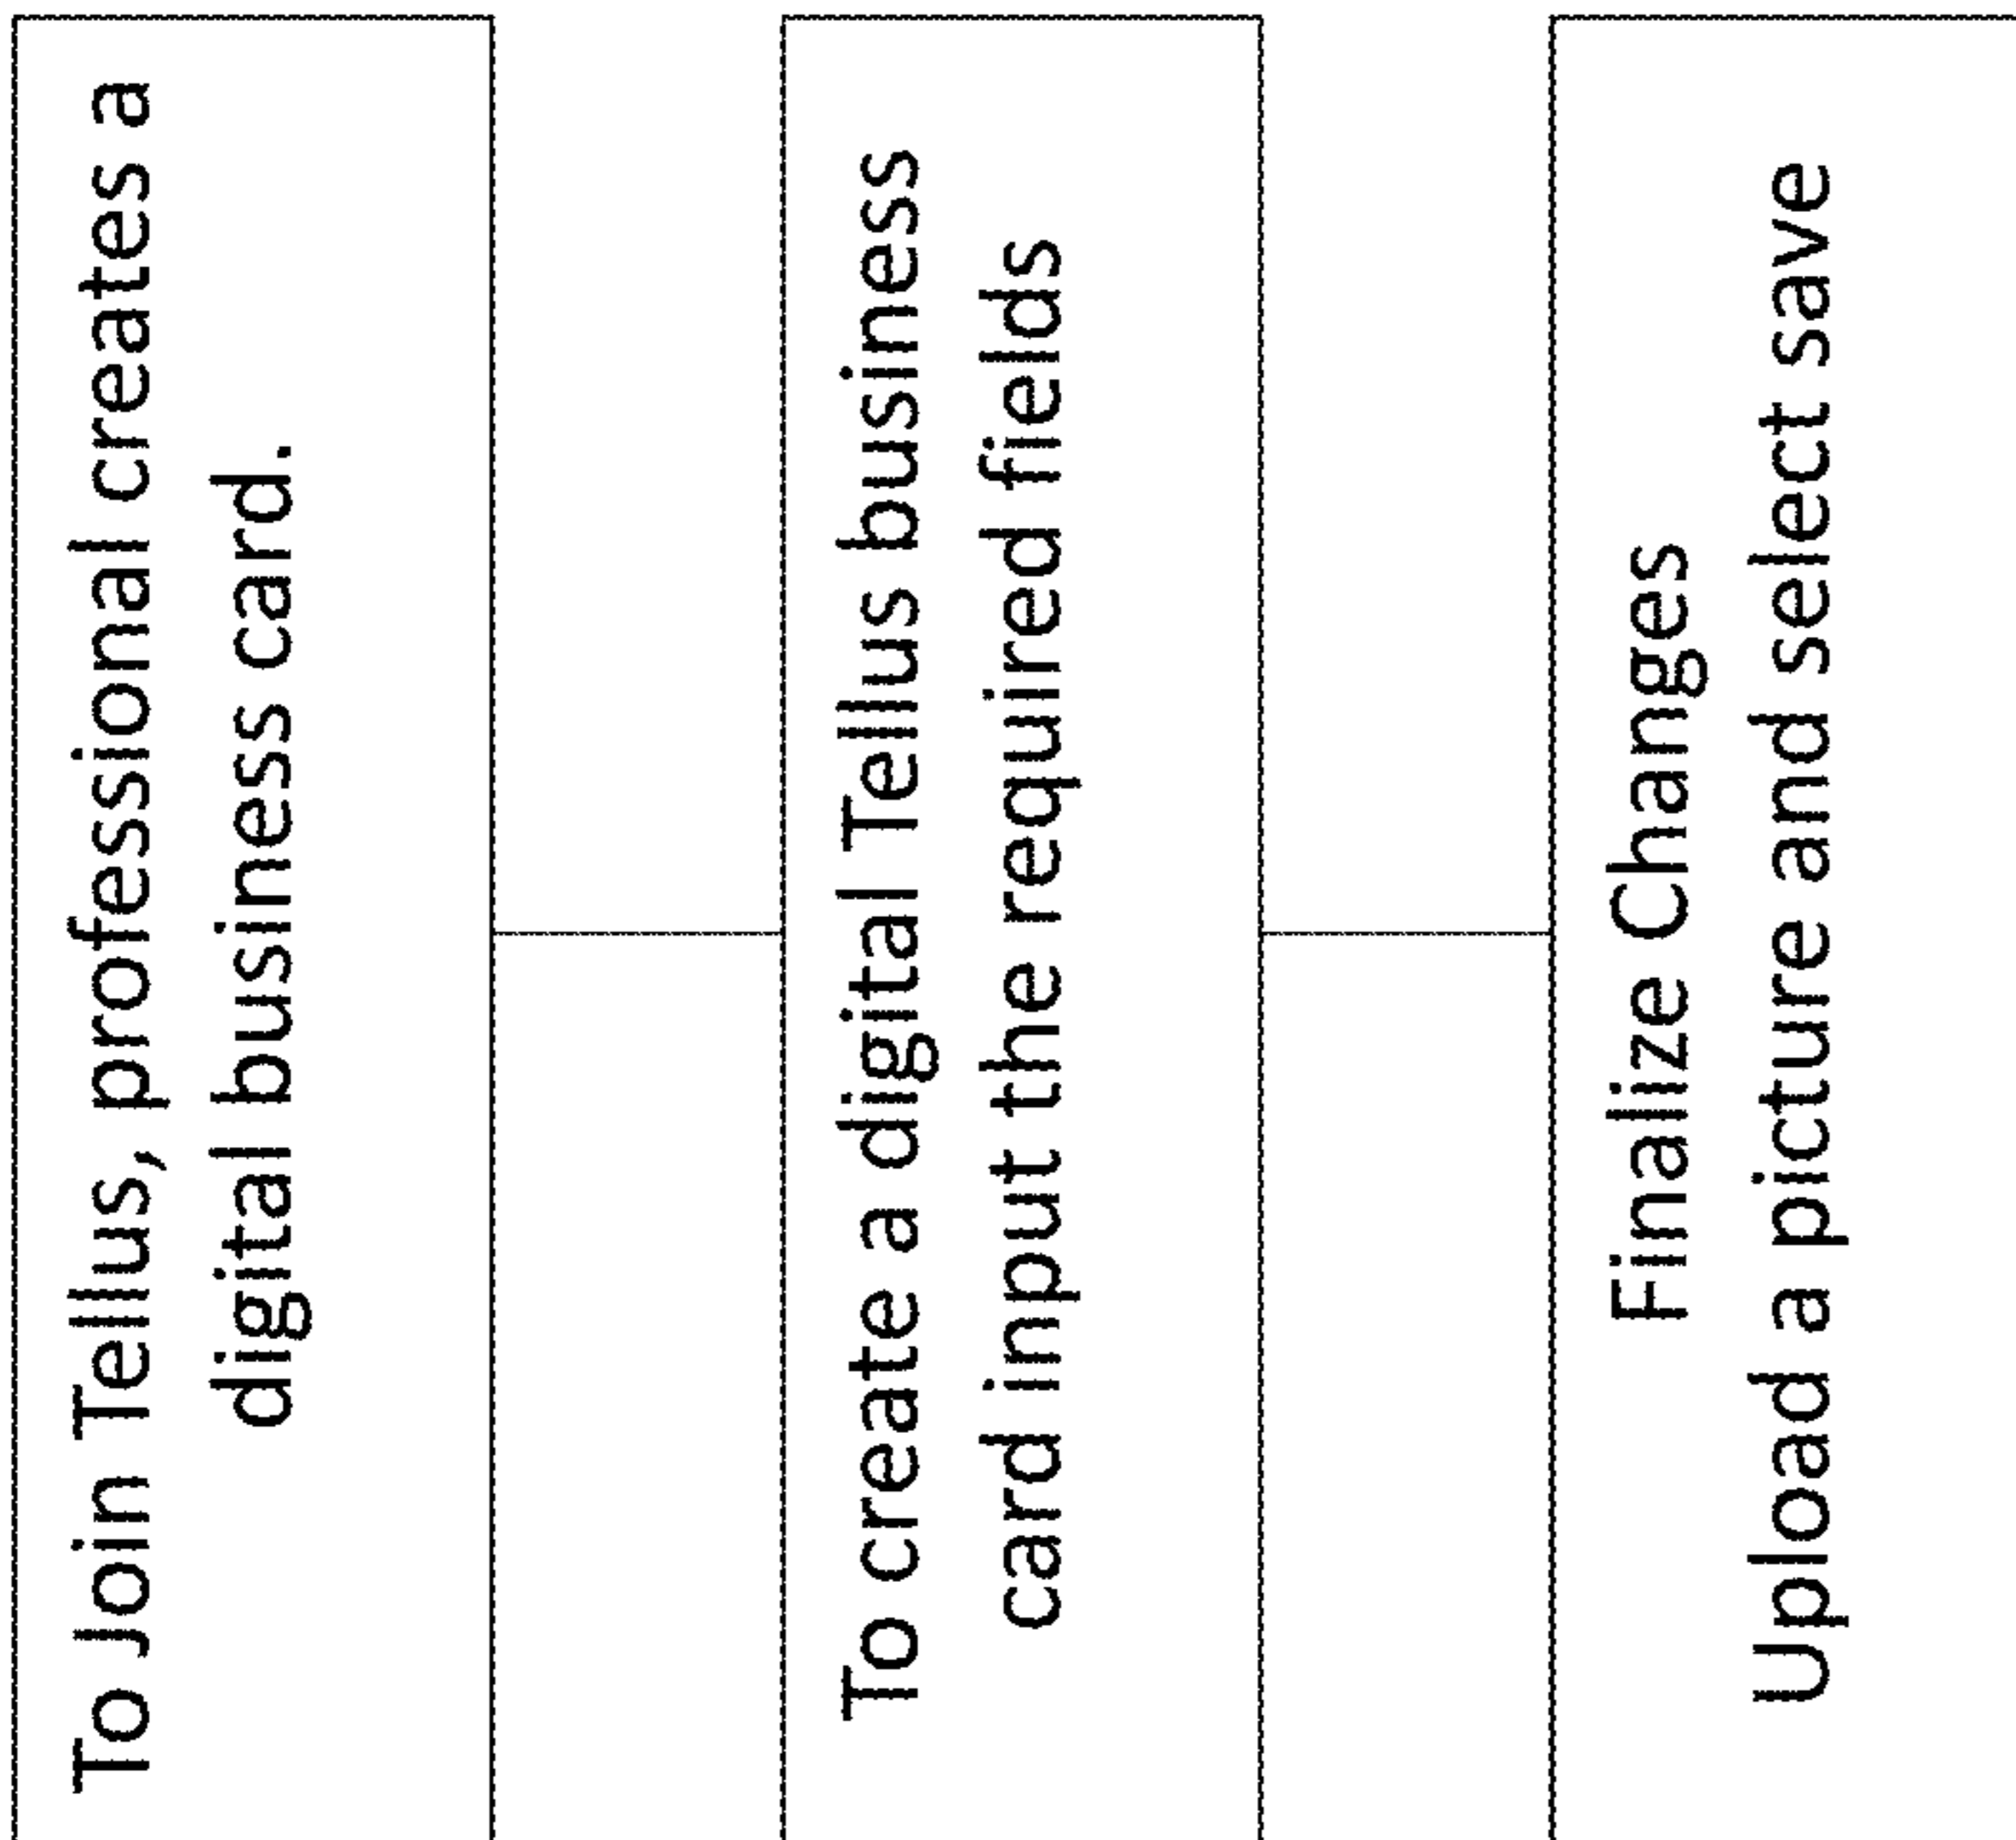 To Join Tellus, professional creates a
digital business card.
To create a digital Tellus business
card input the required fields
Finalize Changes
Upload a picture and select save